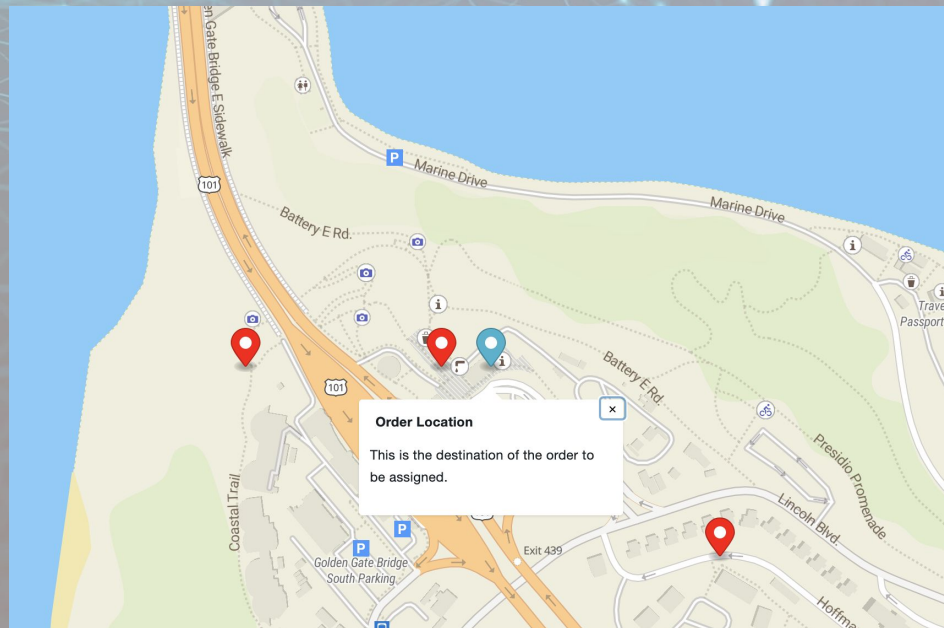 en Gate Bridge E Sidewalk
101
P
Marine Drive
Marine Drive
Battery E Rd.
i
i
i
Trave
Passport
i
101
Battery E Rd.
Order Location
×
This is the destination of the order to
be assigned.
Presidio Promenade
Lincoln Blvd.
Coastal Trail
P
P
Golden Gate Bridge
South Parking
Exit 439
Hoffma